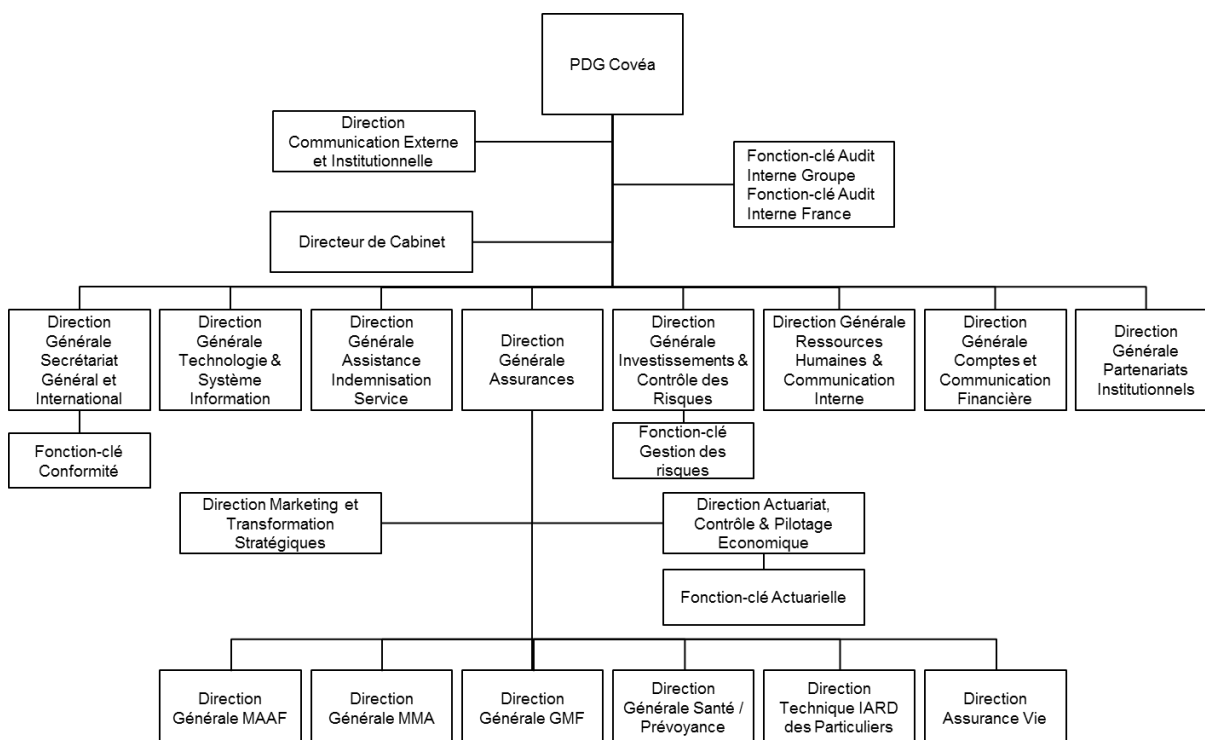 PDG Covéa
Direction
Communication Externe
et Institutionnelle
Fonction-clé Audit
Interne Groupe
Fonction-clé Audit
Interne France
Directeur de Cabinet
Direction
Générale
Secrétariat
Général et
International
Direction
Générale
Technologie &
Système
Information
Direction
Générale
Assistance
Indemnisation
Service
Direction
Générale
Assurances
Direction
Générale
Investissements &
Contrôle des
Risques
Direction Générale
Ressources
Humaines &
Communication
Interne
Direction
Générale
Comptes et
Communication
Financière
Direction
Générale
Partenariats
Institutionnels
Fonction-clé
Conformité
Fonction-clé
Gestion des
risques
Direction Marketing et
Transformation
Stratégiques
Direction Actuariat,
Contrôle & Pilotage
Economique
Fonction-clé Actuarielle
Direction
Générale MAAF
Direction
Générale MMA
Direction
Générale GMF
Direction
Générale Santé /
Prévoyance
Direction
Technique IARD
des Particuliers
Direction
Assurance Vie